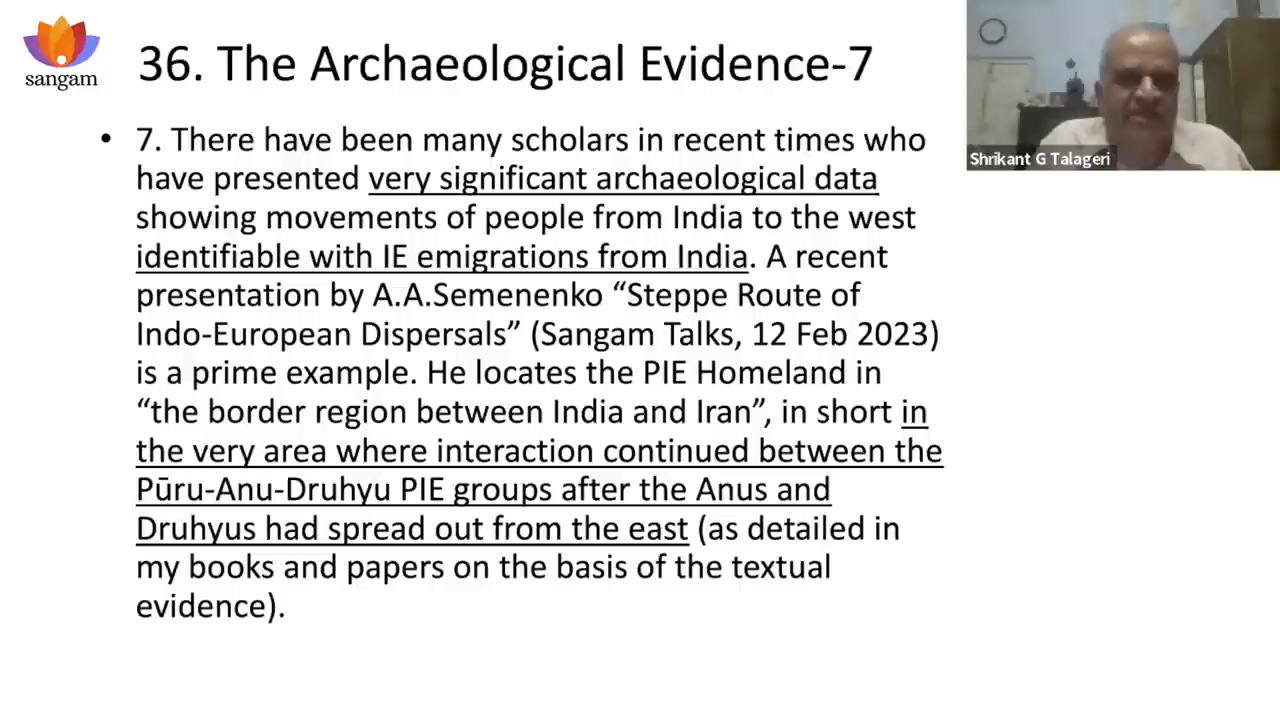 sangam
36. The Archaeological Evidence-7
Shrikant G Talageri
• 7. There have been many scholars in recent times who
have presented very significant archaeological data
showing movements of people from India to the west
identifiable with IE emigrations from India. A recent
presentation by A.A.Semenenko “Steppe Route of
Indo-European Dispersals” (Sangam Talks, 12 Feb 2023)
is a prime example. He locates the PIE Homeland in
“the border region between India and Iran”, in short in
the very area where interaction continued between the
Pūru-Anu-Druhyu PIE groups after the Anus and
Druhyus had spread out from the east (as detailed in
my books and papers on the basis of the textual
evidence).